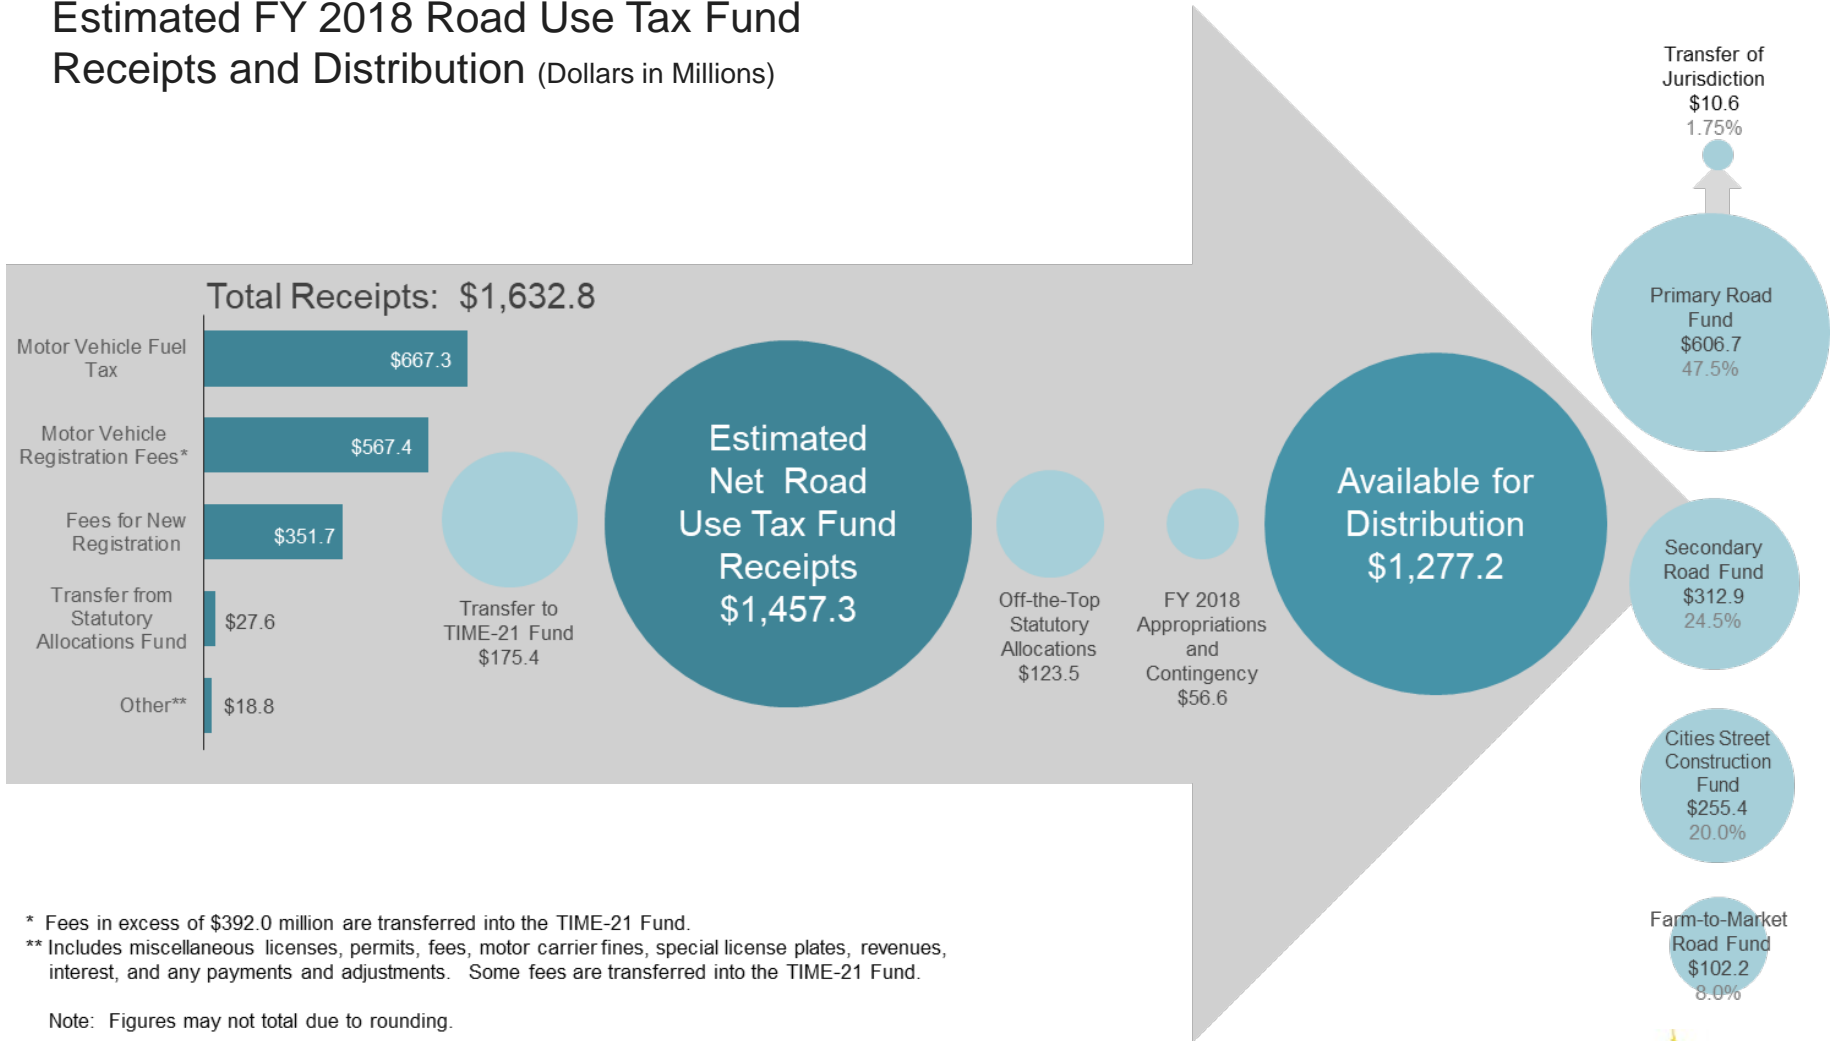 Estimated FY 2018 Road Use Tax Fund
Receipts and Distribution (Dollars in Millions)
Total Receipts: $1,632.8
Motor Vehicle Fuel
Tax
$667.3
Motor Vehicle
Registration Fees*
$567.4
Fees for New
Registration
$351.7
Transfer from
Statutory
Allocations Fund
$27.6
Other**
$18.8
Transfer to
TIME-21 Fund
$175.4
Estimated
Net Road
Use Tax Fund
Receipts
$1,457.3
Off-the-Top
Statutory
Allocations
$123.5
FY 2018
Appropriations
and
Contingency
$56.6
Available for
Distribution
$1,277.2
Transfer of
Jurisdiction
$10.6
1.75%
Primary Road
Fund
$606.7
47.5%
Secondary
Road Fund
$312.9
24.5%
Cities Street
Construction
Fund
$255.4
20.0%
Farm-to-Market
Road Fund
$102.2
8.0%
* Fees in excess of $392.0 million are transferred into the TIME-21 Fund.
** Includes miscellaneous licenses, permits, fees, motor carrier fines, special license plates, revenues,
interest, and any payments and adjustments. Some fees are transferred into the TIME-21 Fund.
Note: Figures may not total due to rounding.